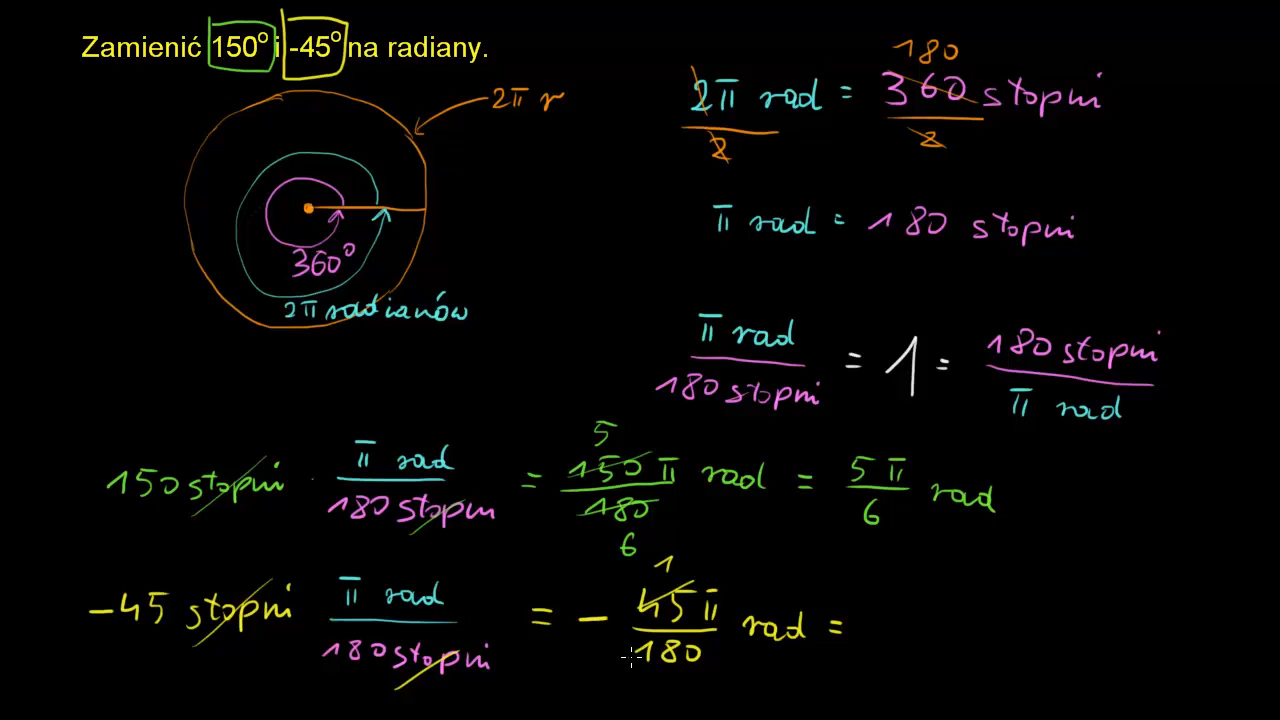 Zamienić 150° i -45° na radiany.
2π r
360°
2π radianów
180
2π rad = 360 stopni
2 2
π rad = 180 stopni
π rad 180 stopni
= 1 =
180 stopni π rad
5
150 stopni · π rad = 150 π rad = 5 π rad
180 stopni 180 6
6
1
-45 stopni π rad = - 45 π rad =
180 stopni 180